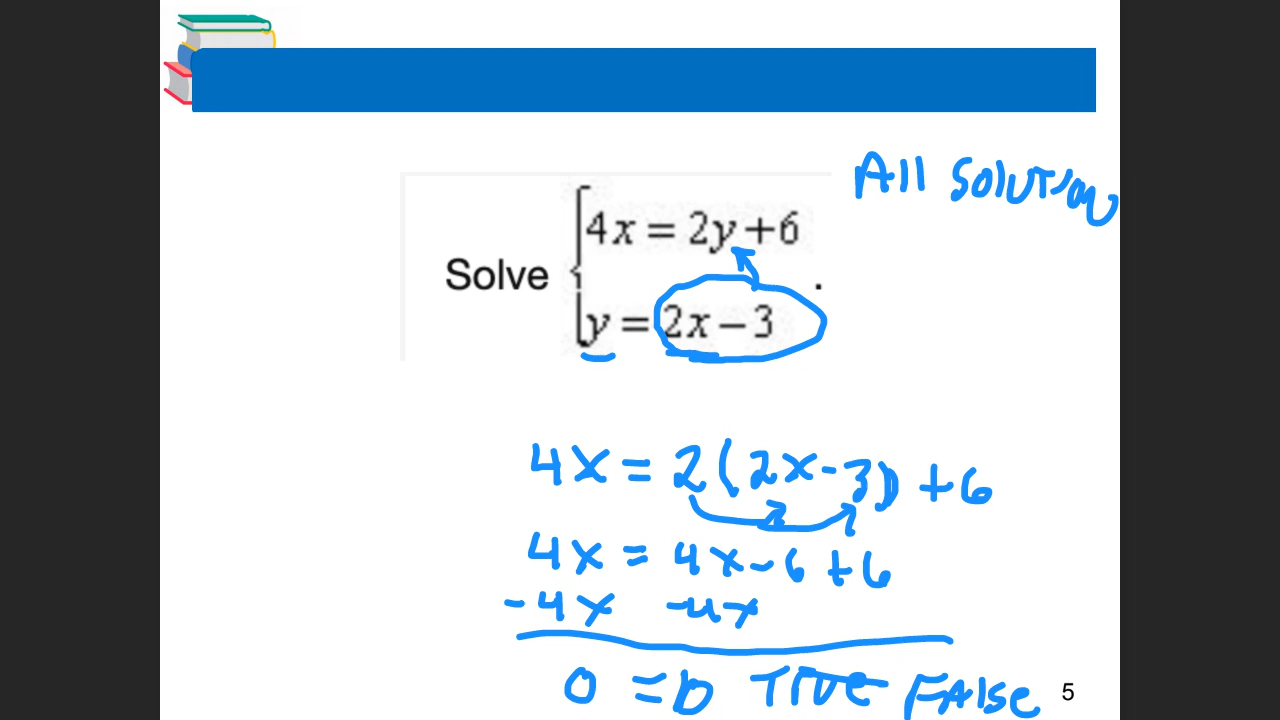 All Solution
4x = 2y+6
Solve
.
y = 2x-3
4x = 2(2x-3) +6
4x = 4x-6 +6
-4x -4x
0 = 0 True False
5